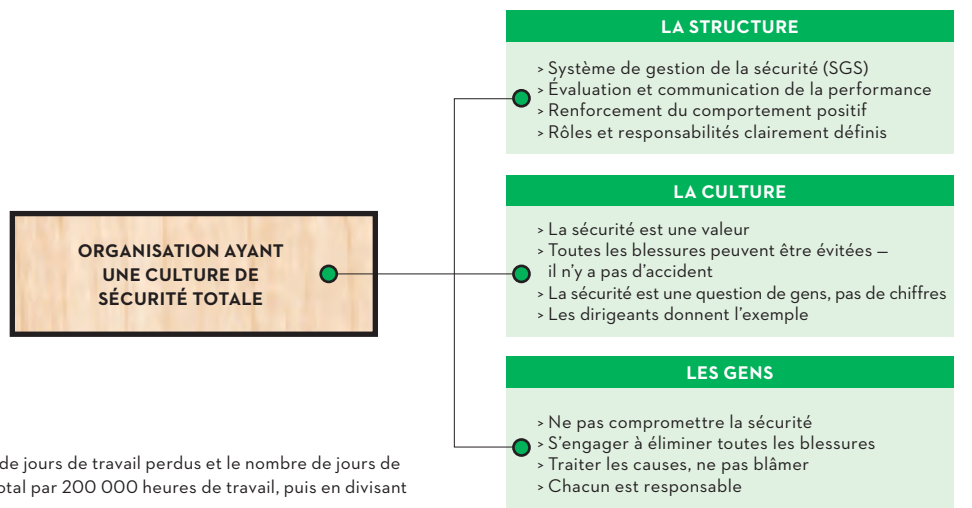 ORGANISATION AYANT
UNE CULTURE DE
SÉCURITÉ TOTALE
LA STRUCTURE
> Système de gestion de la sécurité (SGS)
> Évaluation et communication de la performance
> Renforcement du comportement positif
> Rôles et responsabilités clairement définis
LA CULTURE
> La sécurité est une valeur
> Toutes les blessures peuvent être évitées —
il n'y a pas d'accident
> La sécurité est une question de gens, pas de chiffres
> Les dirigeants donnent l'exemple
LES GENS
> Ne pas compromettre la sécurité
> S'engager à éliminer toutes les blessures
> Traiter les causes, ne pas blâmer
> Chacun est responsable
de jours de travail perdus et le nombre de jours de
otal par 200 000 heures de travail, puis en divisant